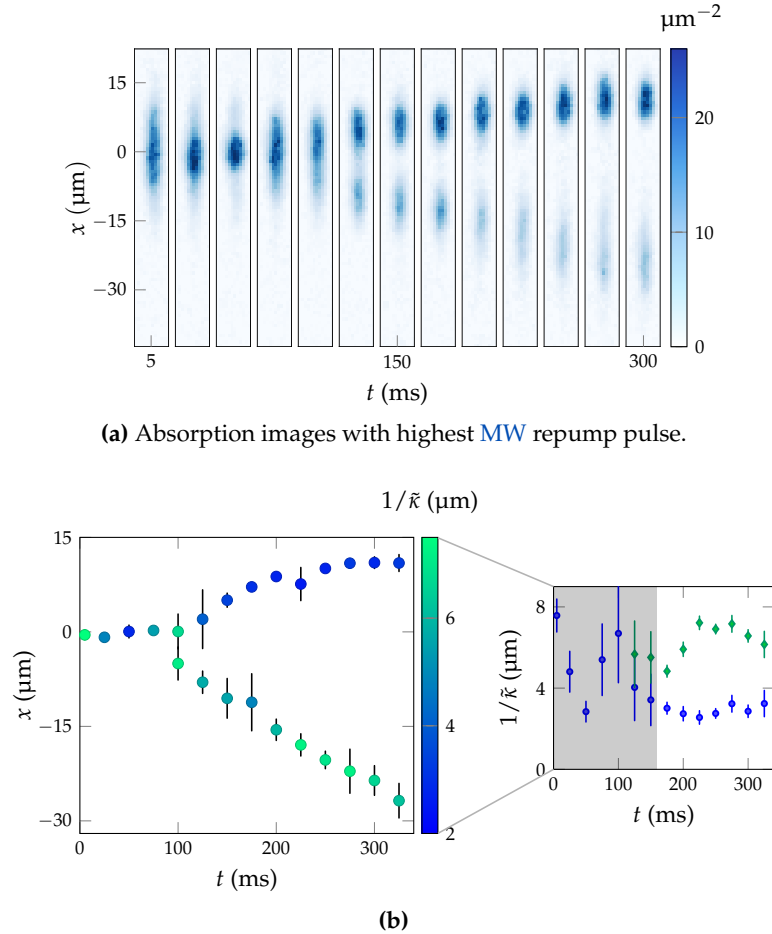 μm⁻²
15
0
-15
-30
x (μm)
20
10
0
5
150
300
t (ms)
(a) Absorption images with highest MW repump pulse.
1/κ̃ (μm)
15
0
-15
-30
x (μm)
0
100
200
300
t (ms)
6
4
2
8
4
0
1/κ̃ (μm)
0
100
200
300
t (ms)
(b)